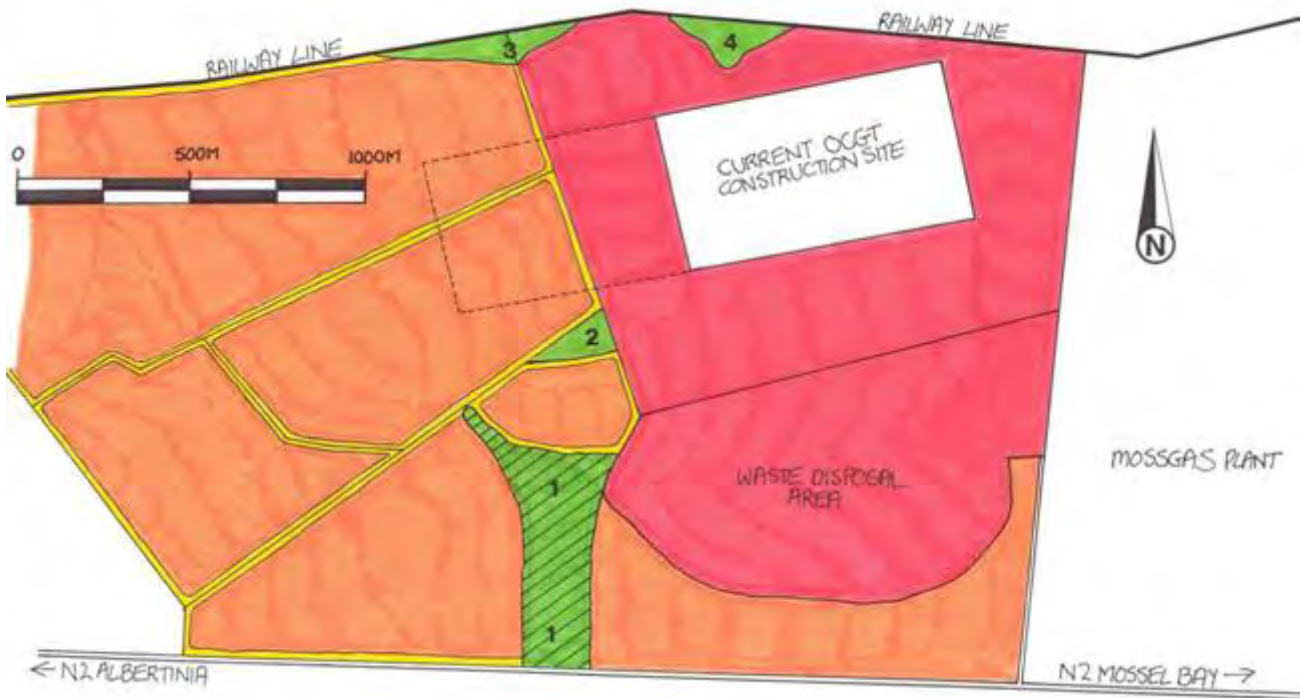 RAILWAY LINE
3
4
RAILWAY LINE
0 500M 1000M
CURRENT OCGT
CONSTRUCTION SITE
N
2
1
WASTE DISPOSAL
AREA
MOSSGAS PLANT
1
← N2 ALBERTINIA
N2 MOSSEL BAY →